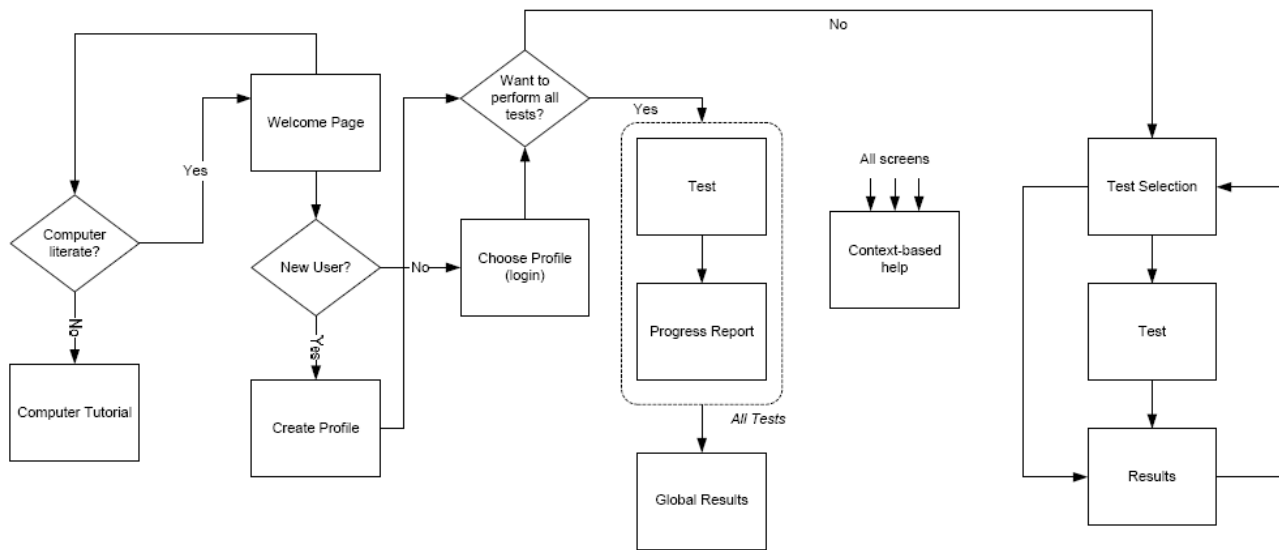 No
Want to
perform all
tests?
Yes
Welcome Page
Yes
Test
All screens
Test Selection
Computer
literate?
New User?
No
Choose Profile
(login)
Context-based
help
No
Yes
Progress Report
Test
Computer Tutorial
Create Profile
All Tests
Global Results
Results